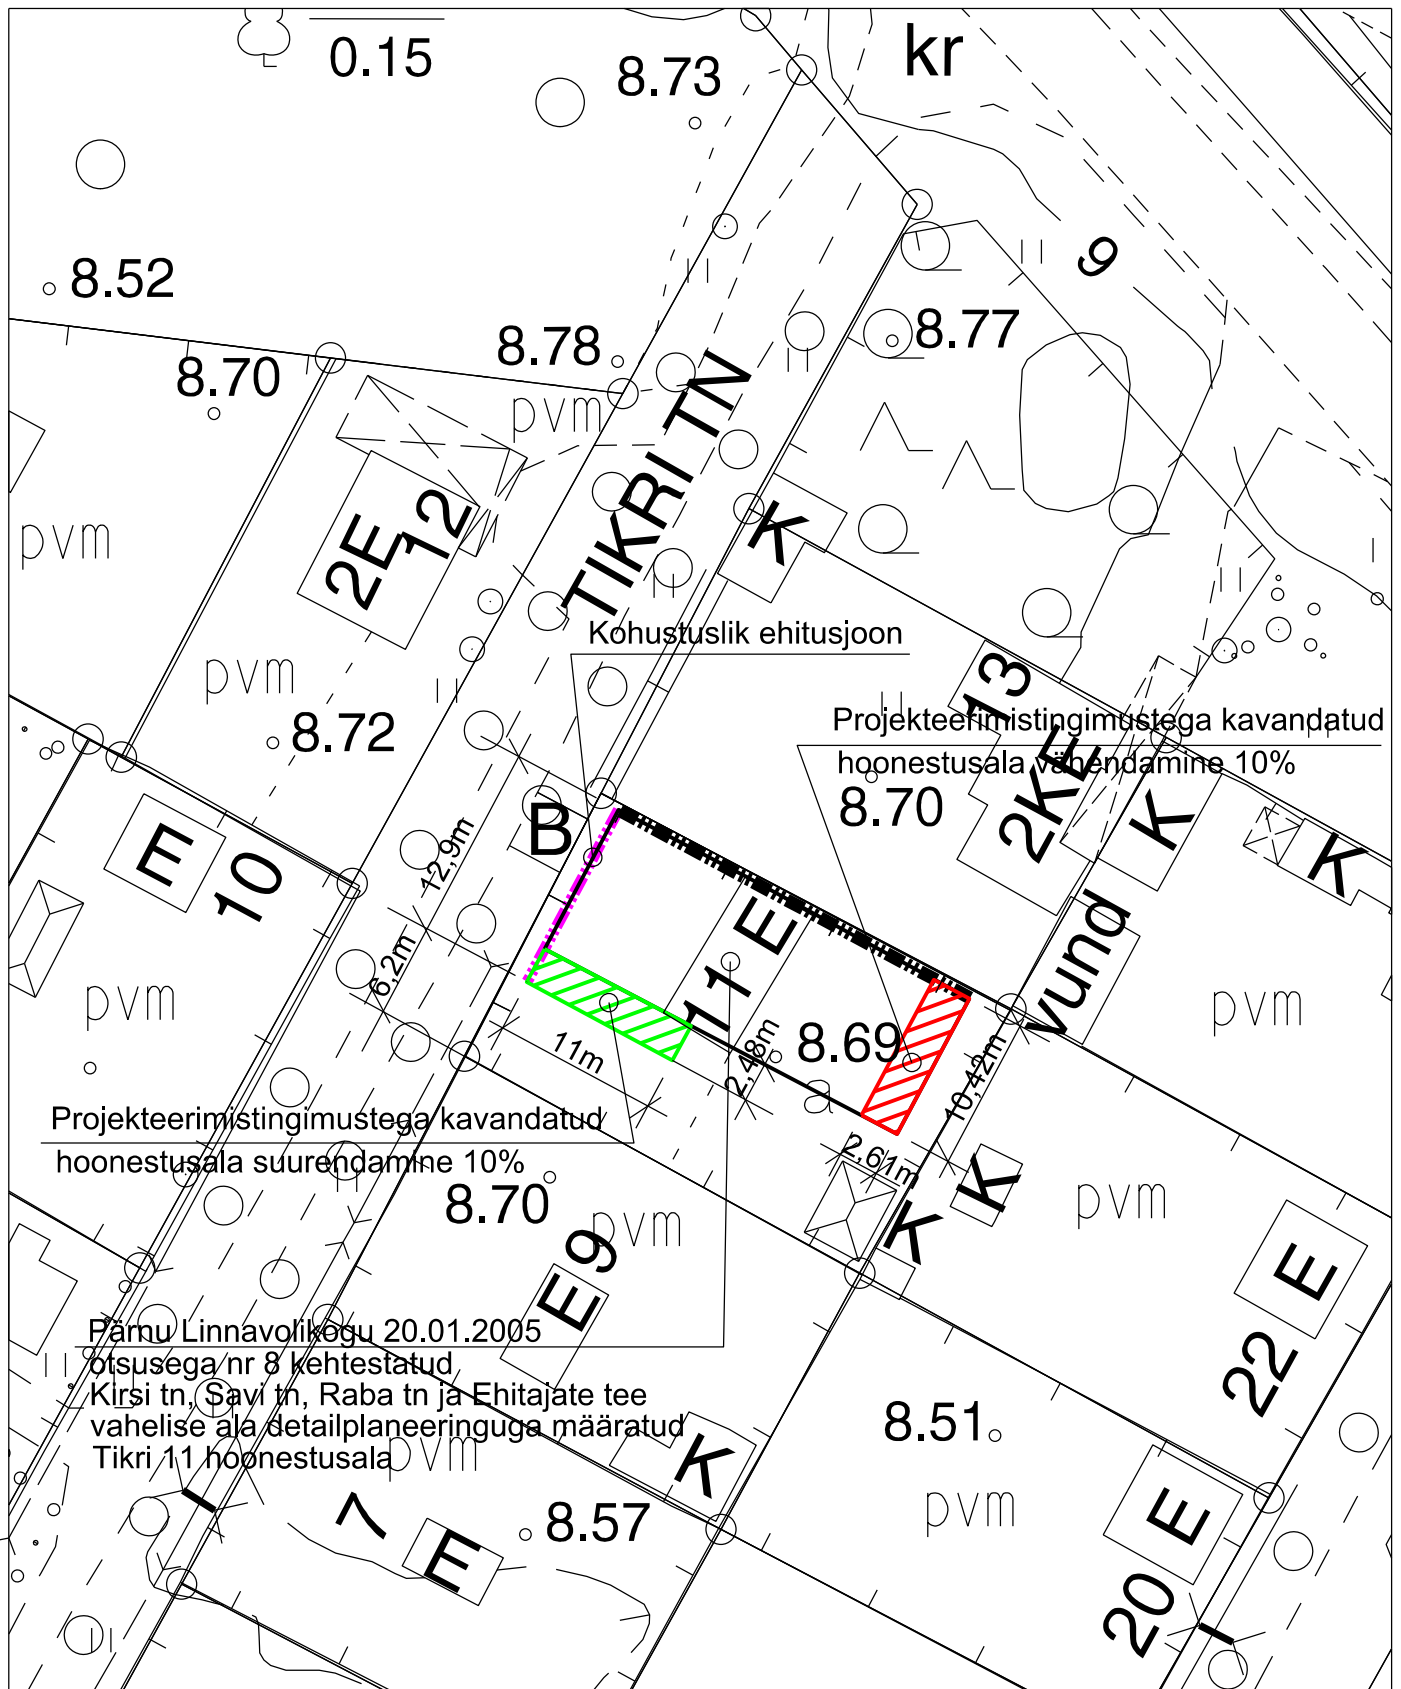 0.15
8.73
kr
8.52
9
8.77
8.78
8.70
pvm
TIKRI TN
12
2E
K
pvm
Kohustuslik ehitusjoon
pvm
13
Projekteerimistingimustega kavandatud
hoonestusala vähendamine 10%
8.72
2KE
8.70
K
K
B
E
10
12,9m
E
11
vund
6,2m
pvm
pvm
11m
2,48m
8.69
a
10,42m
Projekteerimistingimustega kavandatud
hoonestusala suurendamine 10%
2,61m
8.70
pvm
K
K
pvm
E9
E
22
Pärnu Linnavolikogu 20.01.2005
otsusega nr 8 kehtestatud
Kirsi tn, Savi tn, Raba tn ja Ehitajate tee
vahelise ala detailplaneeringuga määratud
Tikri 11 hoonestusala
8.51
pvm
K
pvm
I
7
E
8.57
E
20
I